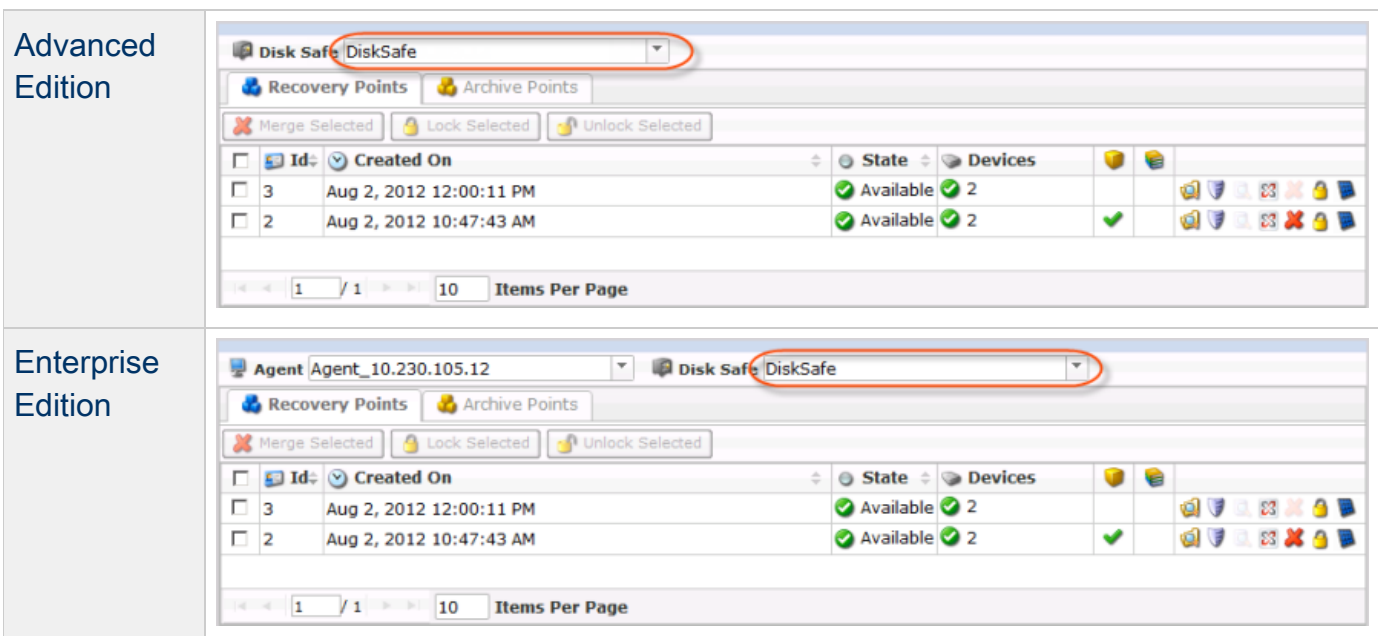 Advanced
Edition
Disk Safe DiskSafe
Recovery Points Archive Points
Merge Selected Lock Selected Unlock Selected
Id Created On State Devices
3 Aug 2, 2012 12:00:11 PM Available 2
2 Aug 2, 2012 10:47:43 AM Available 2
1 / 1 10 Items Per Page
Enterprise
Edition
Agent Agent_10.230.105.12 Disk Safe DiskSafe
Recovery Points Archive Points
Merge Selected Lock Selected Unlock Selected
Id Created On State Devices
3 Aug 2, 2012 12:00:11 PM Available 2
2 Aug 2, 2012 10:47:43 AM Available 2
1 / 1 10 Items Per Page